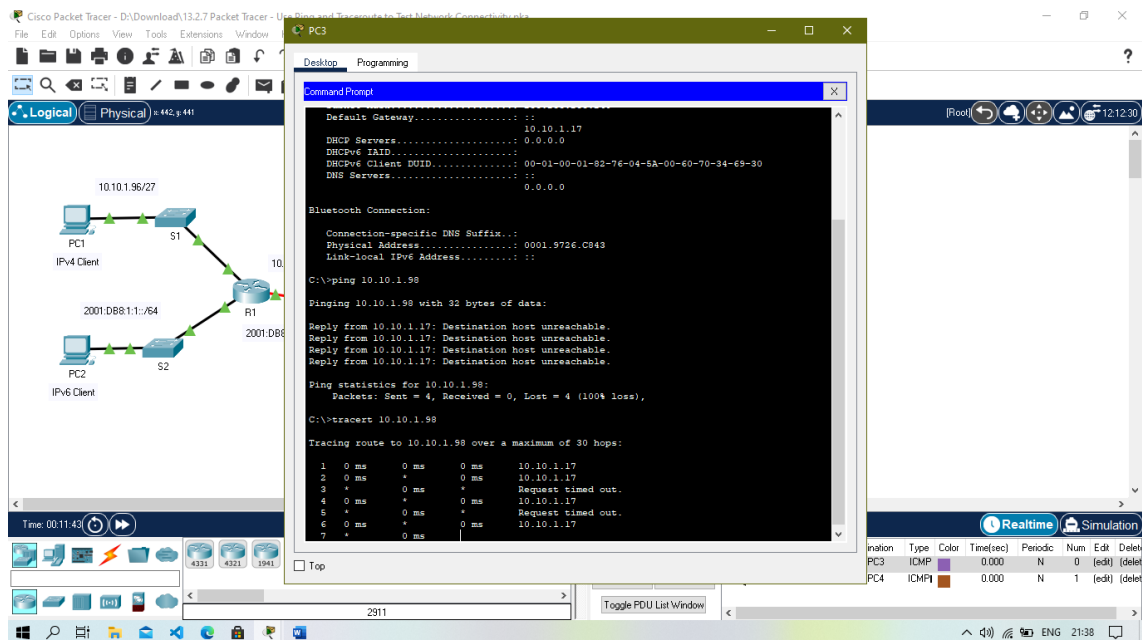 Cisco Packet Tracer - D:\Download\13.2.7 Packet Tracer - Use Ping and Traceroute to Test Network Connectivity.pka
File Edit Options View Tools Extensions Window
PC3
Desktop Programming
Command Prompt X
Default Gateway................: ::
10.10.1.17
DHCP Servers...................: 0.0.0.0
DHCPv6 IAID....................:
DHCPv6 Client DUID.............: 00-01-00-01-82-76-04-5A-00-60-70-34-69-30
DNS Servers....................: ::
0.0.0.0
Bluetooth Connection:
Connection-specific DNS Suffix..:
Physical Address...............: 0001.9726.C843
Link-local IPv6 Address.........: ::
C:\>ping 10.10.1.98
Pinging 10.10.1.98 with 32 bytes of data:
Reply from 10.10.1.17: Destination host unreachable.
Reply from 10.10.1.17: Destination host unreachable.
Reply from 10.10.1.17: Destination host unreachable.
Reply from 10.10.1.17: Destination host unreachable.
Ping statistics for 10.10.1.98:
Packets: Sent = 4, Received = 0, Lost = 4 (100% loss),
C:\>tracert 10.10.1.98
Tracing route to 10.10.1.98 over a maximum of 30 hops:
1 0 ms 0 ms 0 ms 10.10.1.17
2 0 ms * 0 ms 10.10.1.17
3 * 0 ms * Request timed out.
4 0 ms * 0 ms 10.10.1.17
5 * 0 ms * Request timed out.
6 0 ms * 0 ms 10.10.1.17
7 * 0 ms
Top
Logical Physical x: 442, y: 441
[Root] 12:12:30
10.10.1.96/27
PC1
IPv4 Client
S1
10.
R1
2001:DB8:1:1::/64
2001:DB8
PC2
IPv6 Client
S2
Time: 00:11:43
Realtime Simulation
4331 4321 1941
2911
Toggle PDU List Window
ination Type Color Time(sec) Periodic Num Edit Delet
PC3 ICMP 0.000 N 0 (edit) (delet
PC4 ICMP 0.000 N 1 (edit) (delet
ENG 21:38